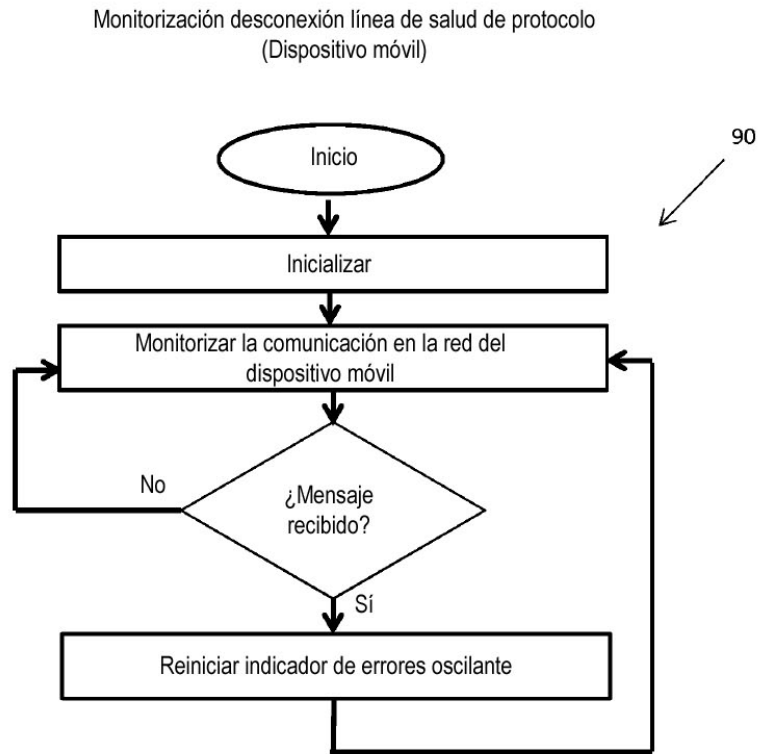 Monitorización desconexión línea de salud de protocolo
(Dispositivo móvil)
90
Inicio
Inicializar
Monitorizar la comunicación en la red del
dispositivo móvil
No
¿Mensaje
recibido?
Sí
Reiniciar indicador de errores oscilante